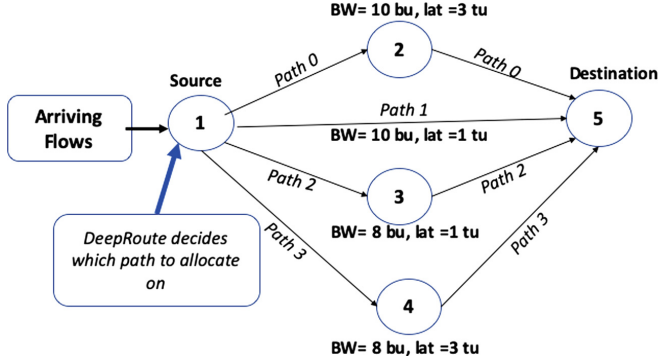 BW= 10 bu, lat =3 tu
2
Path 0
Path 0
Source
Destination
Arriving
Flows
1
Path 1
5
BW= 10 bu, lat =1 tu
Path 2
3
Path 2
BW= 8 bu, lat =1 tu
DeepRoute decides
which path to allocate
on
Path 3
Path 3
4
BW= 8 bu, lat =3 tu